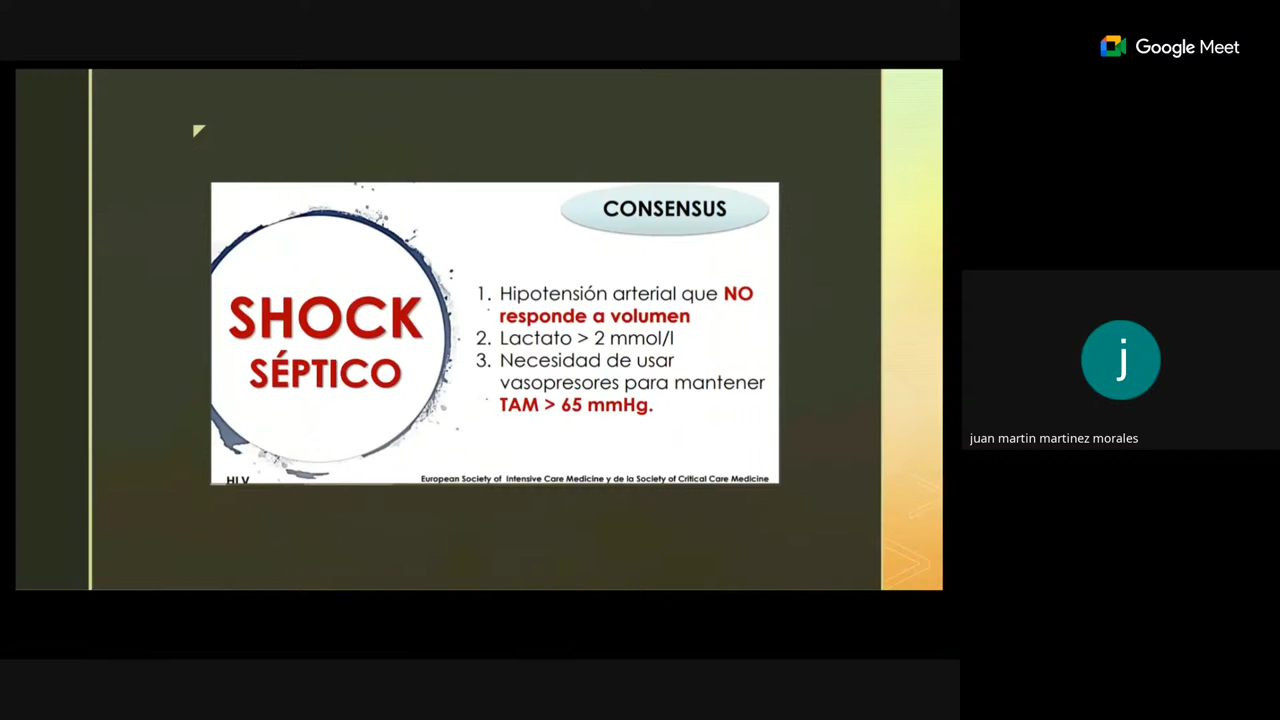 Google Meet
CONSENSUS
SHOCK
SÉPTICO
1. Hipotensión arterial que NO
responde a volumen
2. Lactato > 2 mmol/l
3. Necesidad de usar
vasopresores para mantener
TAM > 65 mmHg.
HLV
European Society of Intensive Care Medicine y de la Society of Critical Care Medicine
j
juan martin martinez morales